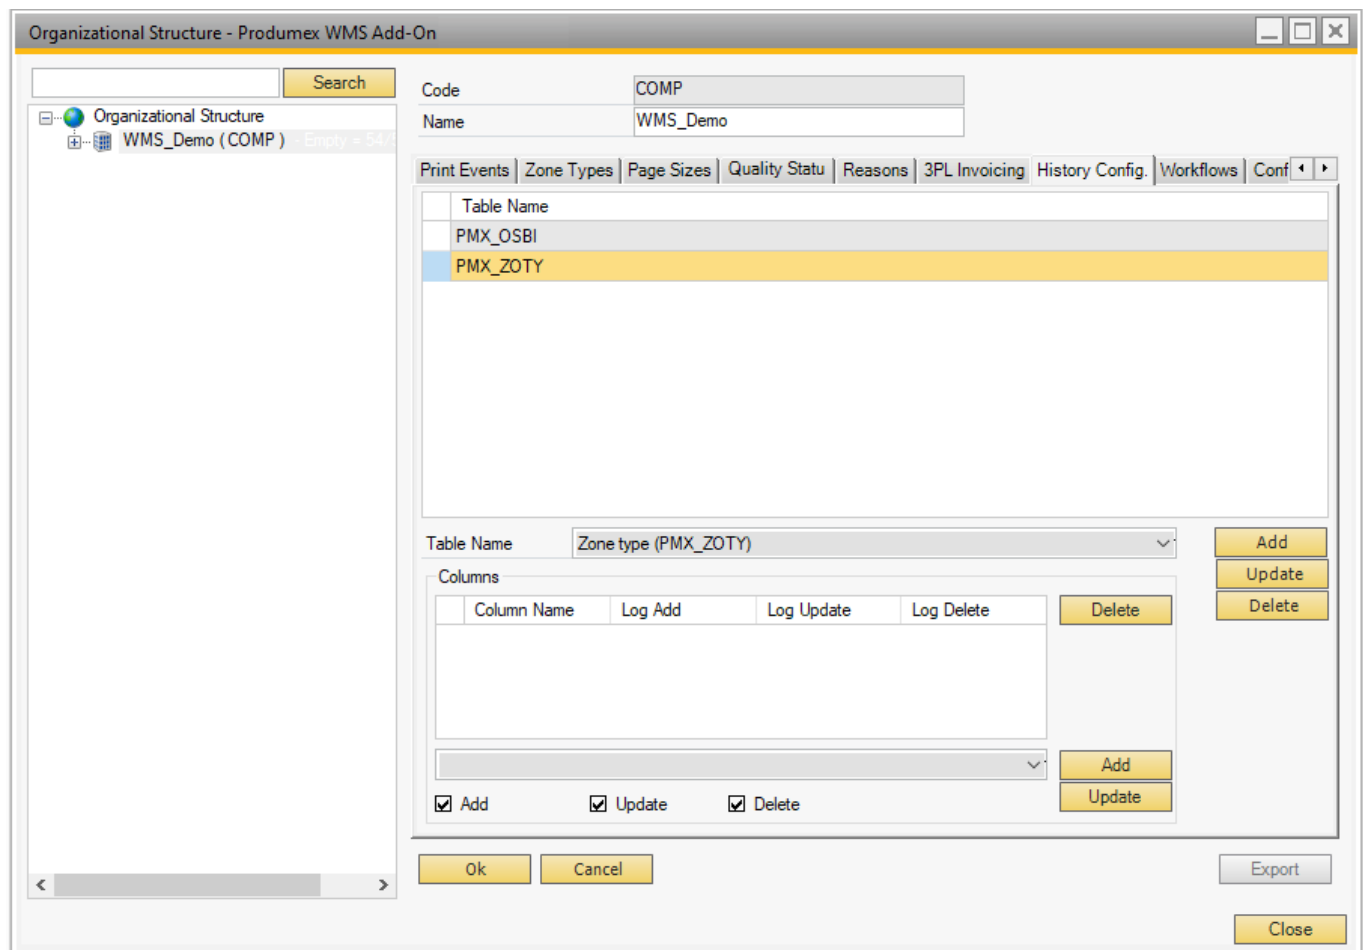 Organizational Structure - Produmex WMS Add-On
Search
Organizational Structure
WMS_Demo ( COMP ) - Empty = 54/
Code COMP
Name WMS_Demo
Print Events Zone Types Page Sizes Quality Statu Reasons 3PL Invoicing History Config. Workflows Conf
Table Name
PMX_OSBI
PMX_ZOTY
Table Name Zone type (PMX_ZOTY) Add
Update
Delete
Columns
Column Name Log Add Log Update Log Delete Delete
Add
Add Update Delete Update
Ok Cancel Export
Close